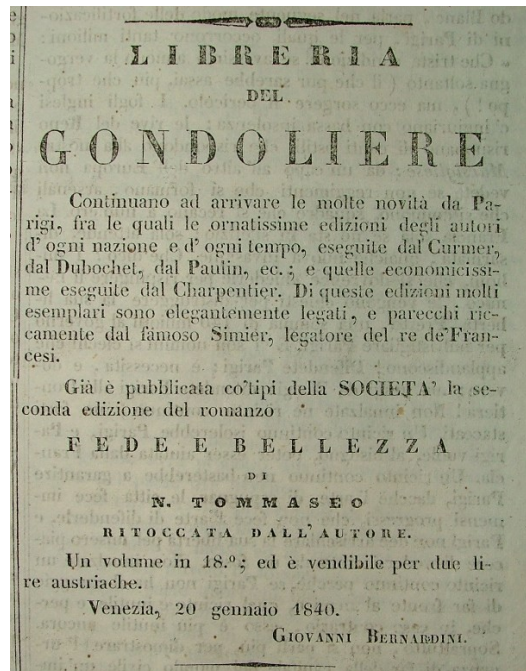 LIBRERIA
DEL
GONDOLIERE
Continuano ad arrivare le molte novità da Pa-
rigi, fra le quali le ornatissime edizioni degli autori
d' ogni nazione e d' ogni tempo, eseguite dal Curmer,
dal Dubochet, dal Paulin, ec.; e quelle economicissi-
me eseguite dal Charpentier. Di queste edizioni molti
esemplari sono elegantemente legati, e parecchi ric-
camente dal famoso Simier, legatore del re de' Fran-
cesi.
Già è pubblicata co' tipi della SOCIETA' la se-
conda edizione del romanzo
FEDE E BELLEZZA
DI
N. TOMMASEO
RITOCCATA DALL'AUTORE.
Un volume in 18.º; ed è vendibile per due li-
re austriache.
Venezia, 20 gennaio 1840.
GIOVANNI BERNARDINI.